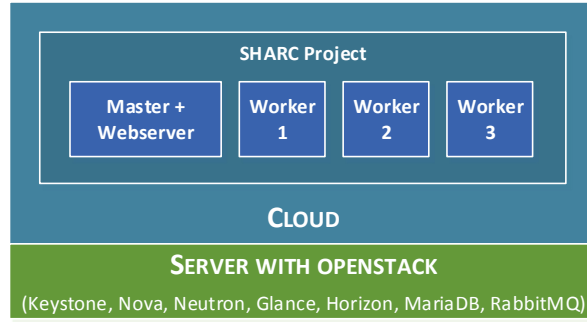 SHARC Project
Master +
Webserver
Worker
1
Worker
2
Worker
3
CLOUD
SERVER WITH OPENSTACK
(Keystone, Nova, Neutron, Glance, Horizon, MariaDB, RabbitMQ)